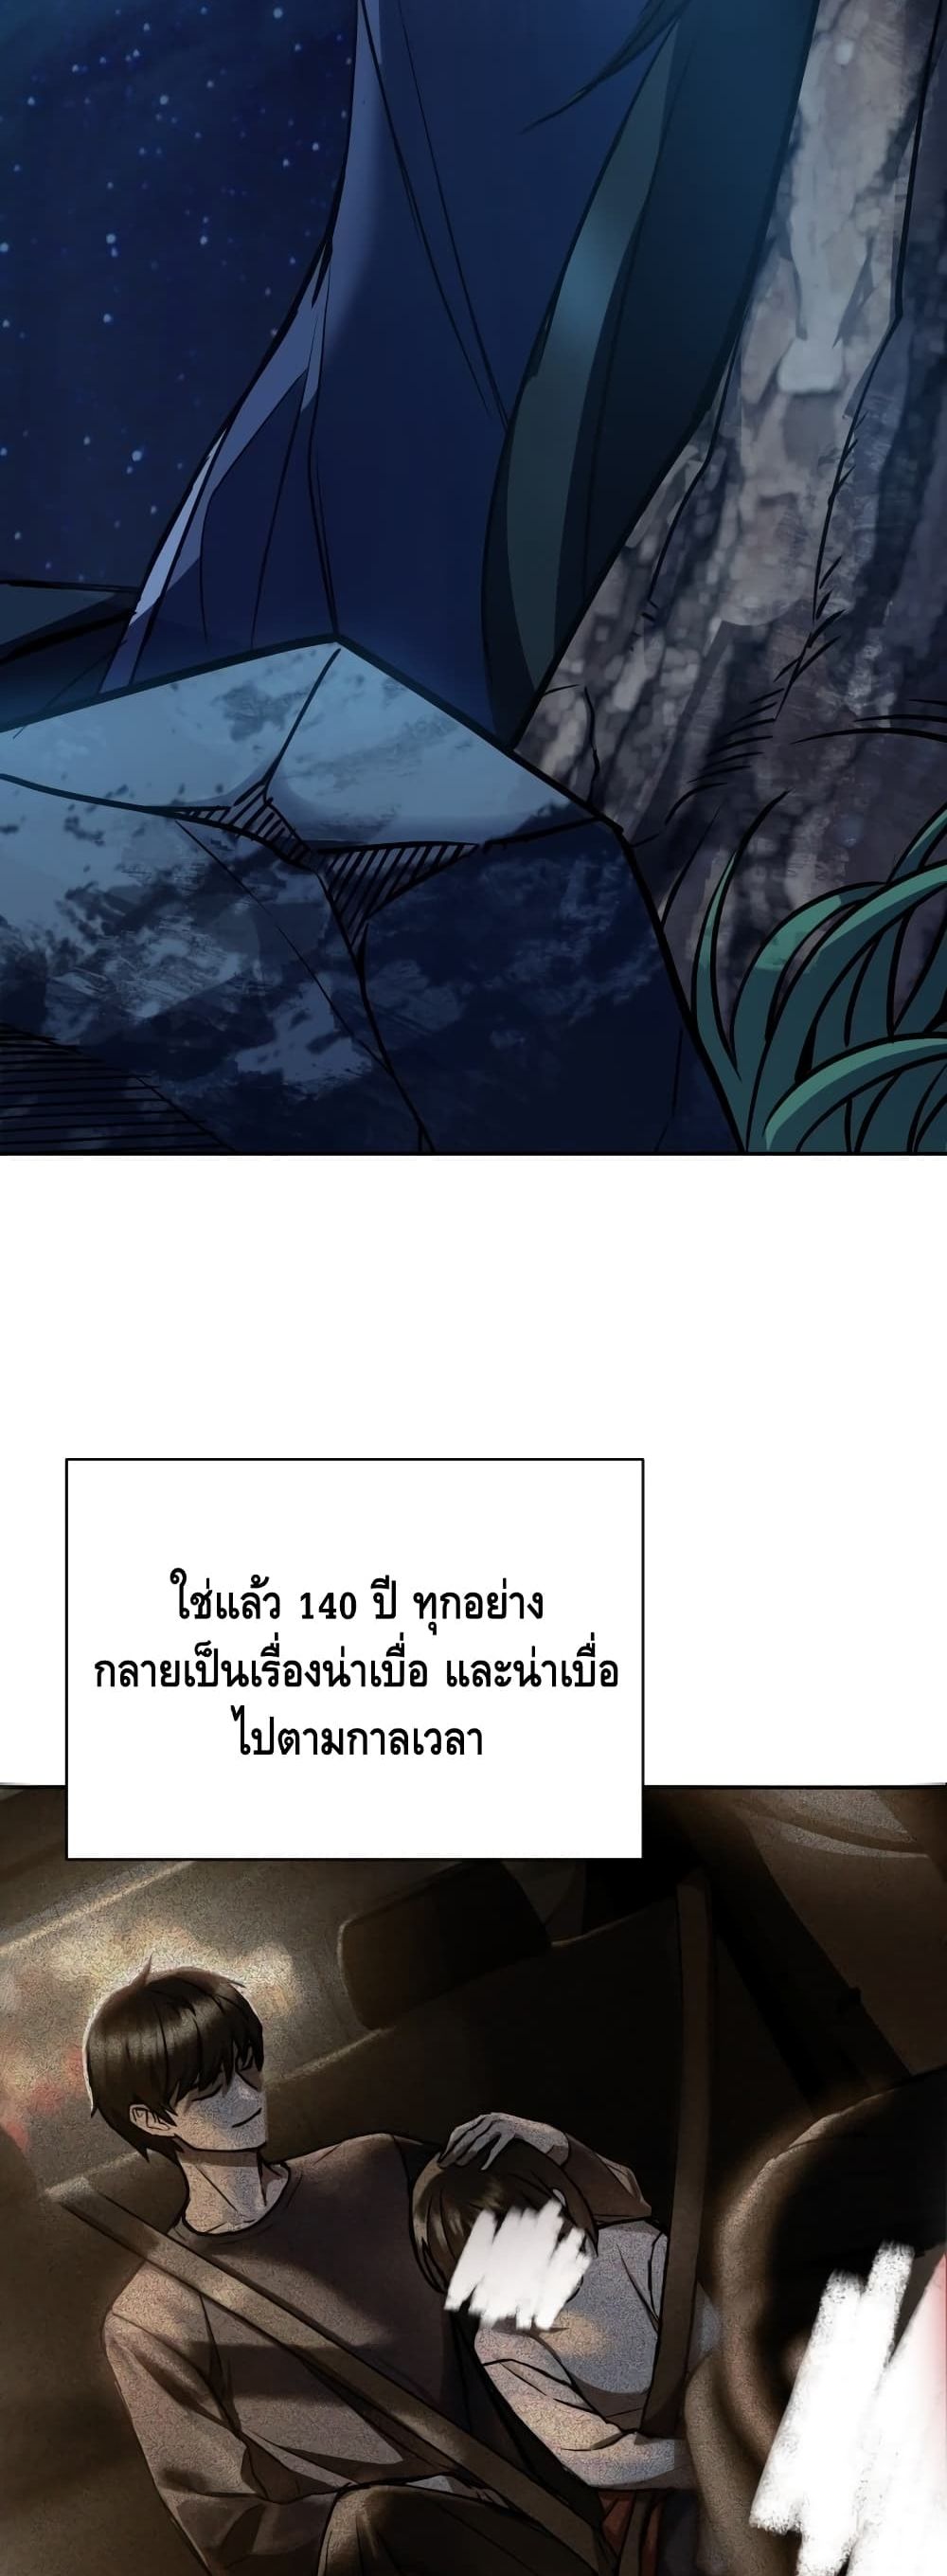 ใช่แล้ว 140 ปี ทุกอย่าง
กลายเป็นเรื่องน่าเบื่อ และน่าเบื่อ
ไปตามกาลเวลา